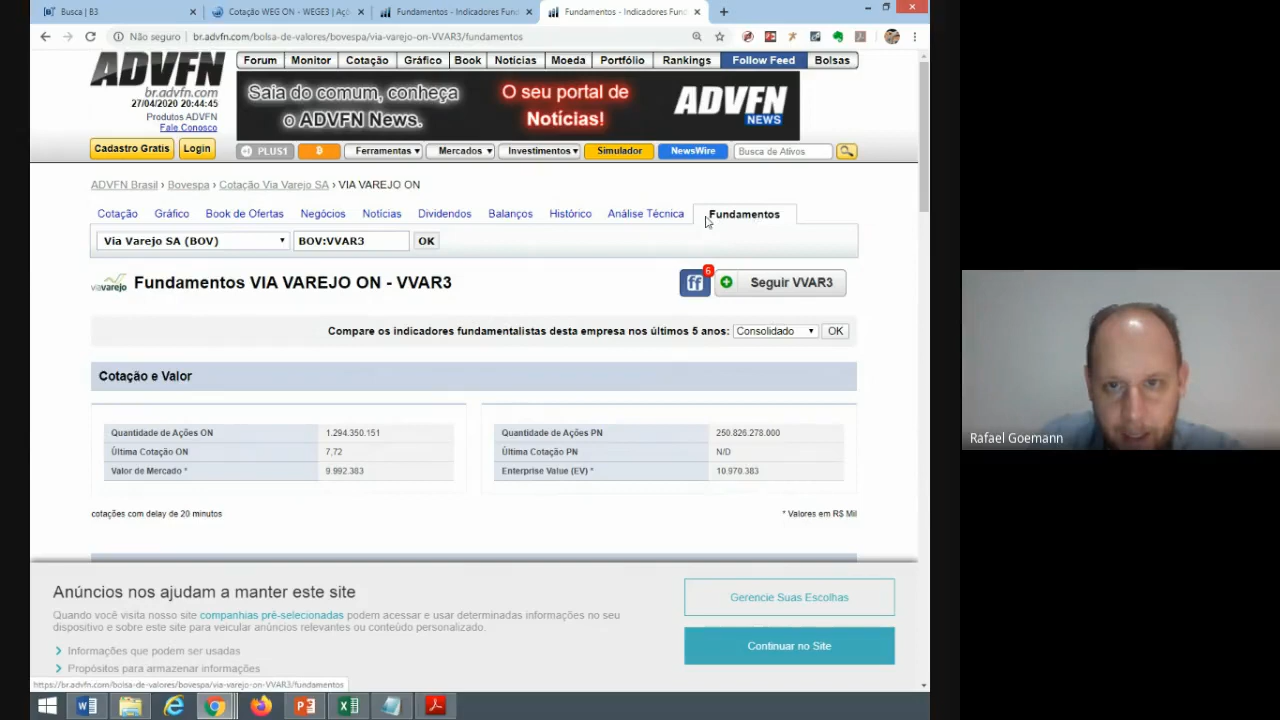 Busca | B3
Cotação WEG ON - WEGE3 | Açõ
Fundamentos - Indicadores Fund
Fundamentos - Indicadores Fun
Não seguro | br.advfn.com/bolsa-de-valores/bovespa/via-varejo-on-VVAR3/fundamentos
ADVFN
br.advfn.com
27/04/2020 20:44:45
Produtos ADVFN
Fale Conosco
Cadastro Gratis
Login
Forum
Monitor
Cotação
Gráfico
Book
Notícias
Moeda
Portfólio
Rankings
Follow Feed
Bolsas
Saia do comum, conheça
o ADVFN News.
O seu portal de
Notícias!
ADVFN
NEWS
PLUS1
Ferramentas
Mercados
Investimentos
Simulador
NewsWire
Busca de Ativos
ADVFN Brasil › Bovespa › Cotação Via Varejo SA › VIA VAREJO ON
Cotação
Gráfico
Book de Ofertas
Negócios
Notícias
Dividendos
Balanços
Histórico
Análise Técnica
Fundamentos
Via Varejo SA (BOV)
BOV:VVAR3
OK
viavarejo
Fundamentos VIA VAREJO ON - VVAR3
6
Seguir VVAR3
Compare os indicadores fundamentalistas desta empresa nos últimos 5 anos:
Consolidado
OK
Cotação e Valor
Quantidade de Ações ON 1.294.350.151
Última Cotação ON 7,72
Valor de Mercado * 9.992.383
Quantidade de Ações PN 250.826.278.000
Última Cotação PN N/D
Enterprise Value (EV) * 10.970.383
cotações com delay de 20 minutos
* Valores em R$ Mil
Anúncios nos ajudam a manter este site
Quando você visita nosso site companhias pré-selecionadas podem acessar e usar determinadas informações no seu
dispositivo e sobre este site para veicular anúncios relevantes ou conteúdo personalizado.
Informações que podem ser usadas
Propósitos para armazenar informações
Gerencie Suas Escolhas
Continuar no Site
https://br.advfn.com/bolsa-de-valores/bovespa/via-varejo-on-VVAR3/fundamentos
Rafael Goemann